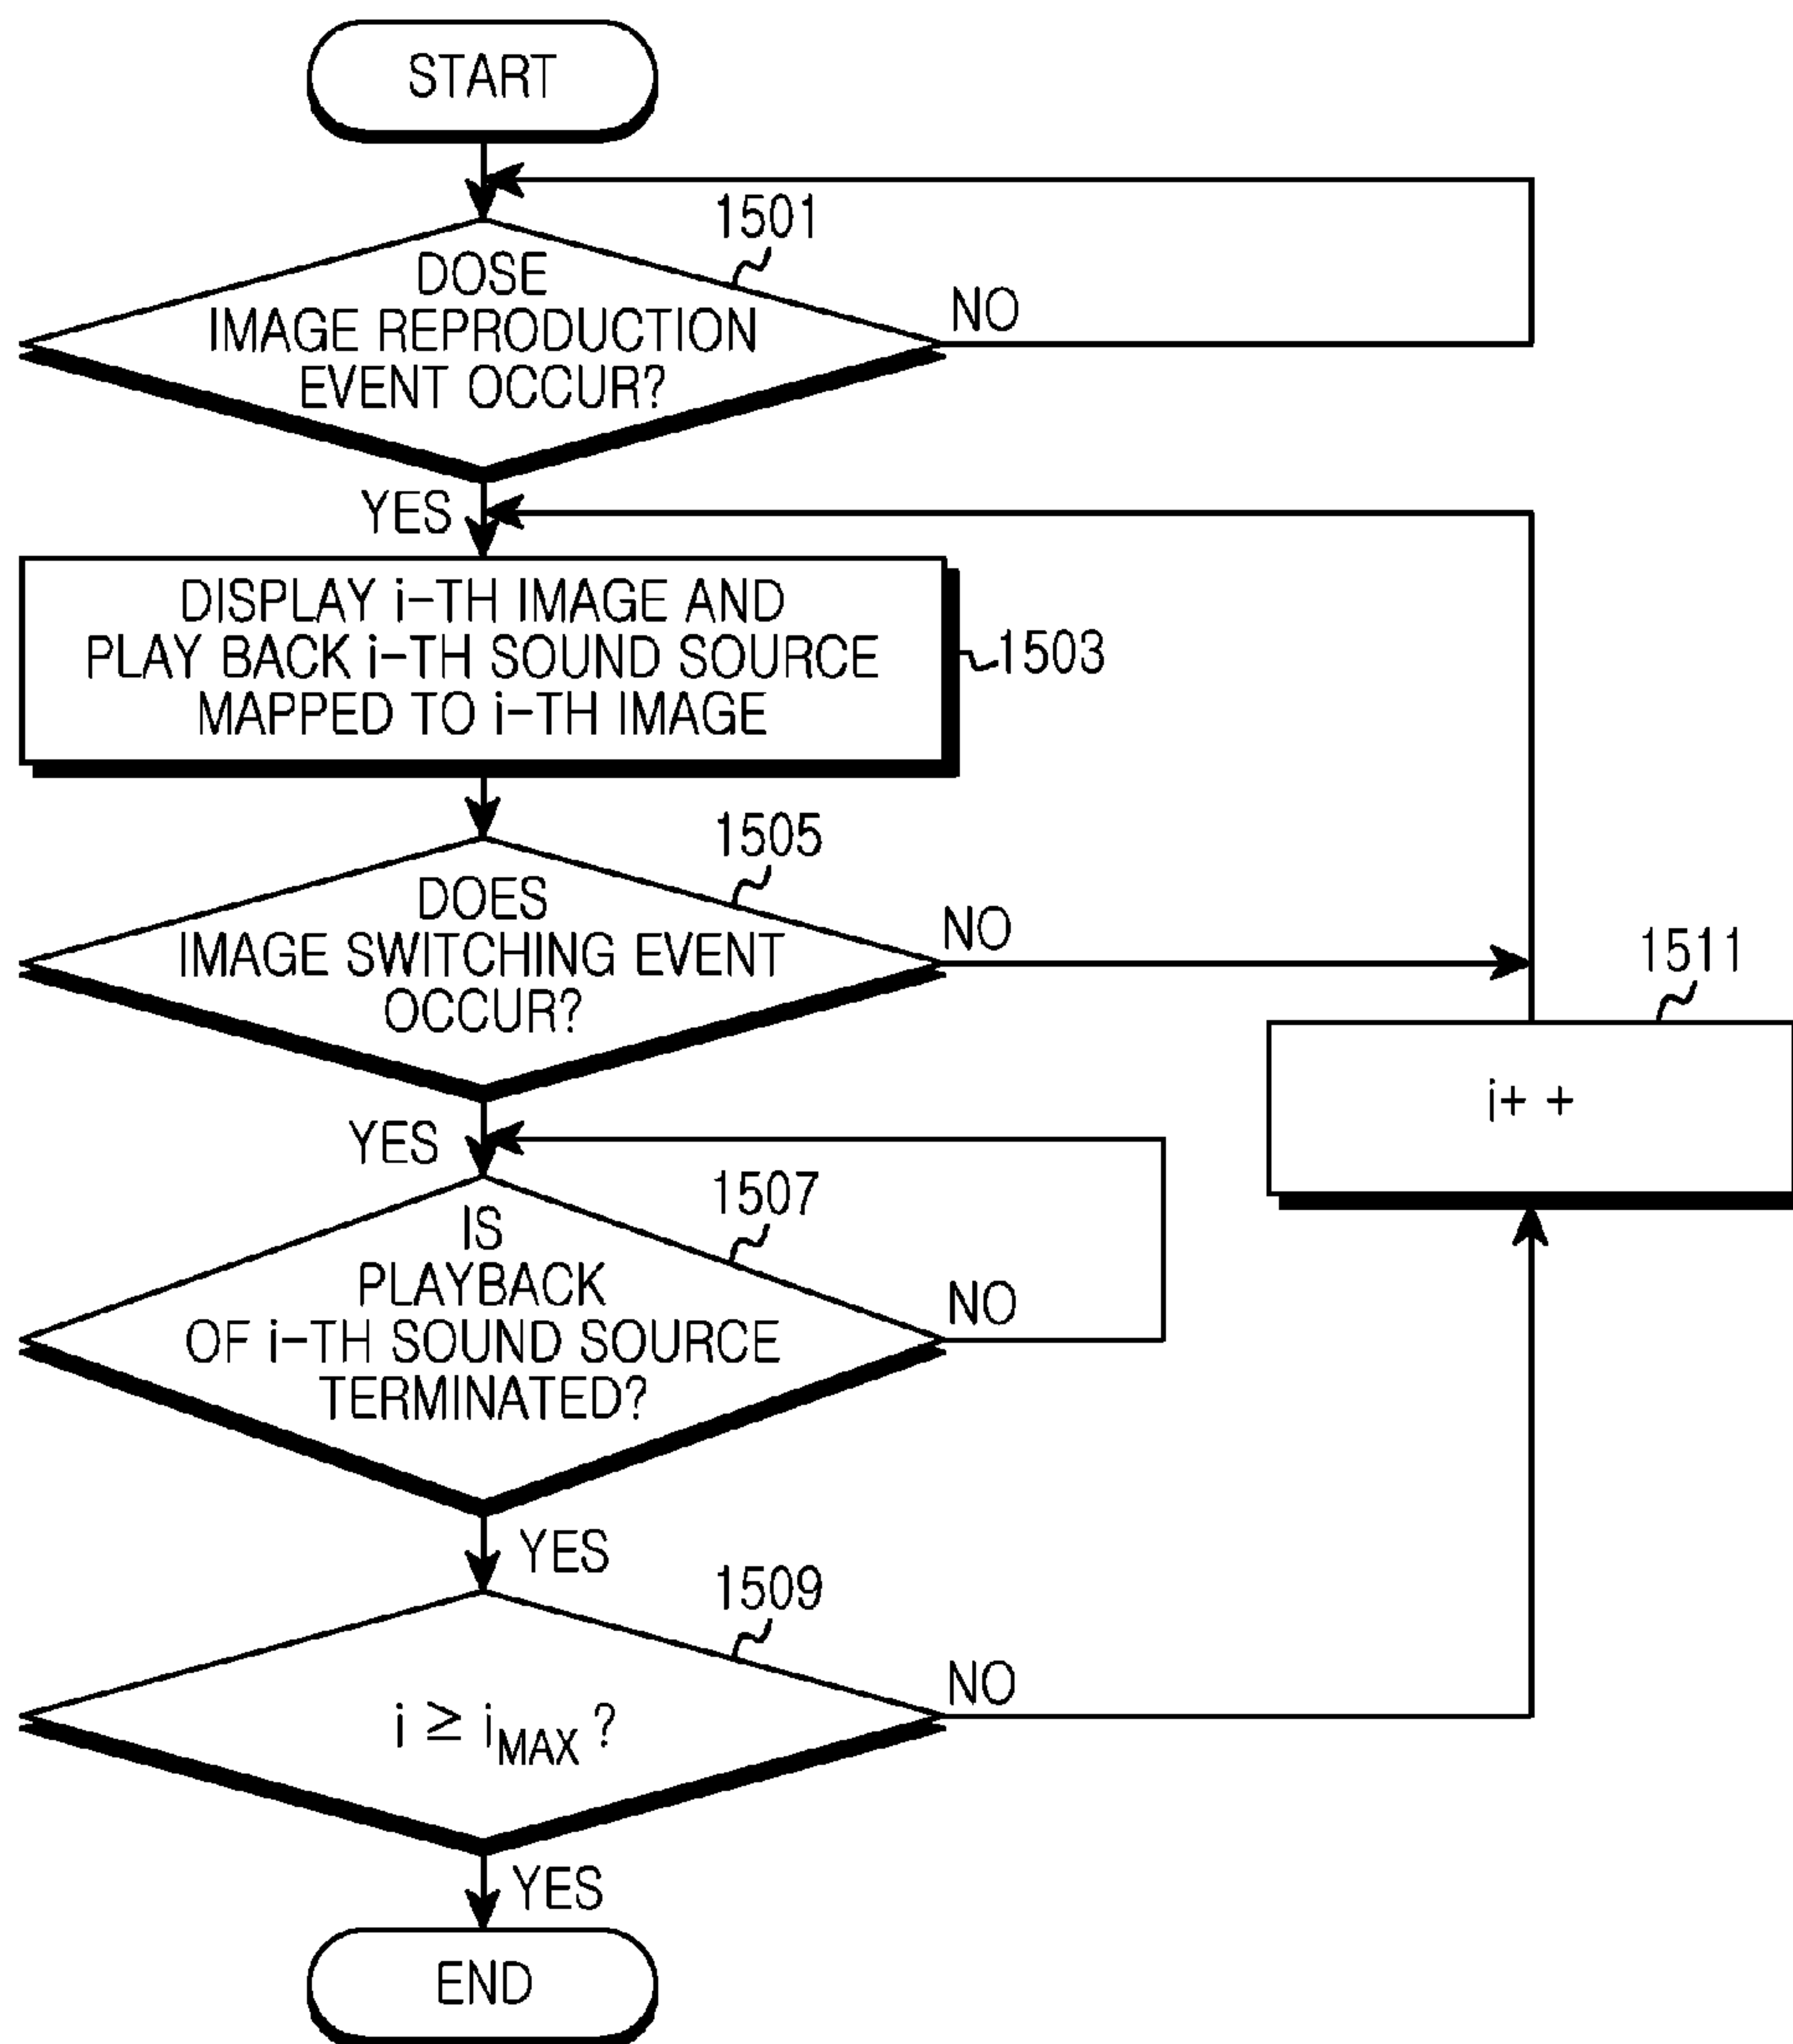 START
1501
DOSE
IMAGE REPRODUCTION
EVENT OCCUR?
NO
YES
DISPLAY i-TH IMAGE AND
PLAY BACK i-TH SOUND SOURCE
MAPPED TO i-TH IMAGE
1503
1505
DOES
IMAGE SWITCHING EVENT
OCCUR?
NO
1511
i+ +
YES
1507
IS
PLAYBACK
OF i-TH SOUND SOURCE
TERMINATED?
NO
YES
1509
i ≥ iMAX ?
NO
YES
END